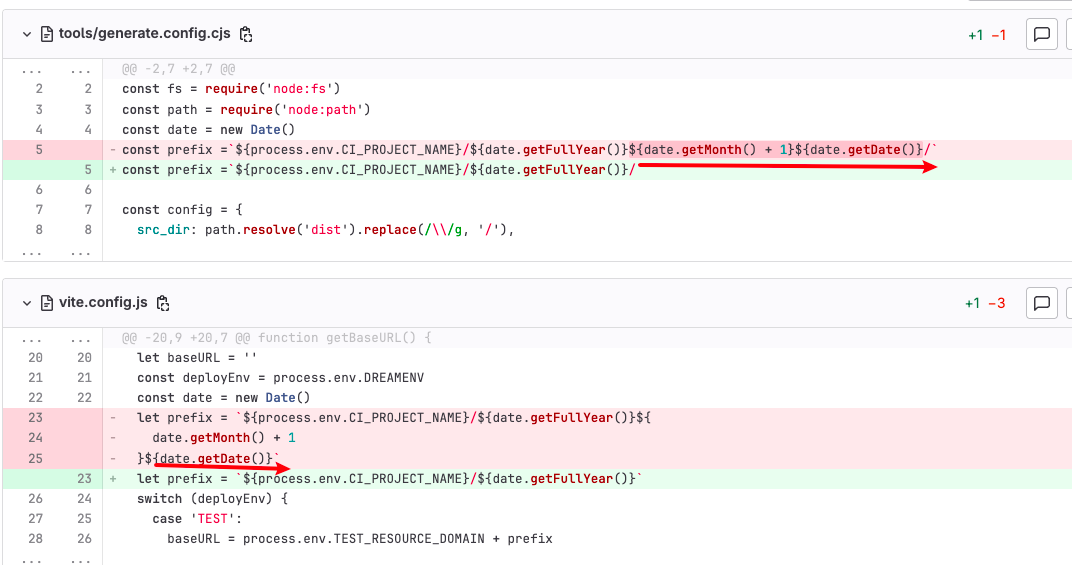 tools/generate.config.cjs +1 −1
... ... @@ -2,7 +2,7 @@
2 2 const fs = require('node:fs')
3 3 const path = require('node:path')
4 4 const date = new Date()
5 - const prefix =`${process.env.CI_PROJECT_NAME}/${date.getFullYear()}${date.getMonth() + 1}${date.getDate()}/`
5 + const prefix =`${process.env.CI_PROJECT_NAME}/${date.getFullYear()}/
6 6
7 7 const config = {
8 8 src_dir: path.resolve('dist').replace(/\\/g, '/'),
... ...
vite.config.js +1 −3
... ... @@ -20,9 +20,7 @@ function getBaseURL() {
20 20 let baseURL = ''
21 21 const deployEnv = process.env.DREAMENV
22 22 const date = new Date()
23 - let prefix = `${process.env.CI_PROJECT_NAME}/${date.getFullYear()}${
24 - date.getMonth() + 1
25 - }${date.getDate()}`
23 + let prefix = `${process.env.CI_PROJECT_NAME}/${date.getFullYear()}`
26 24 switch (deployEnv) {
27 25 case 'TEST':
28 26 baseURL = process.env.TEST_RESOURCE_DOMAIN + prefix
... ...